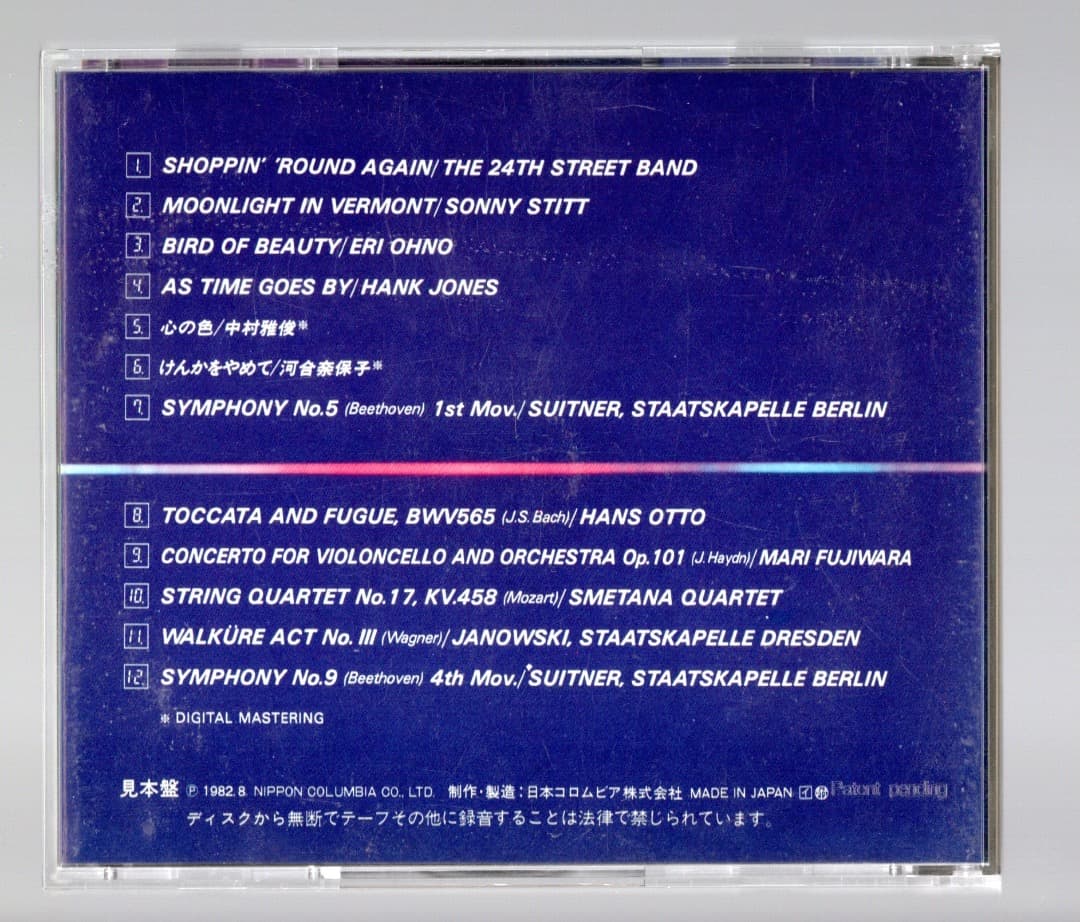 1. SHOPPIN' 'ROUND AGAIN/THE 24TH STREET BAND
2. MOONLIGHT IN VERMONT/SONNY STITT
3. BIRD OF BEAUTY/ERI OHNO
4. AS TIME GOES BY/HANK JONES
5. 心の色/中村雅俊※
6. けんかをやめて/河合奈保子※
7. SYMPHONY No.5 (Beethoven) 1st Mov./SUITNER, STAATSKAPELLE BERLIN
8. TOCCATA AND FUGUE, BWV565 (J.S. Bach)/HANS OTTO
9. CONCERTO FOR VIOLONCELLO AND ORCHESTRA Op.101 (J. Haydn)/MARI FUJIWARA
10. STRING QUARTET No.17, KV.458 (Mozart)/SMETANA QUARTET
11. WALKÜRE ACT No. III (Wagner)/JANOWSKI, STAATSKAPELLE DRESDEN
12. SYMPHONY No.9 (Beethoven) 4th Mov./SUITNER, STAATSKAPELLE BERLIN
※ DIGITAL MASTERING
見本盤 ℗ 1982.8 NIPPON COLUMBIA CO., LTD. 制作・製造:日本コロムビア株式会社 MADE IN JAPAN イ Patent pending
ディスクから無断でテープその他に録音することは法律で禁じられています。